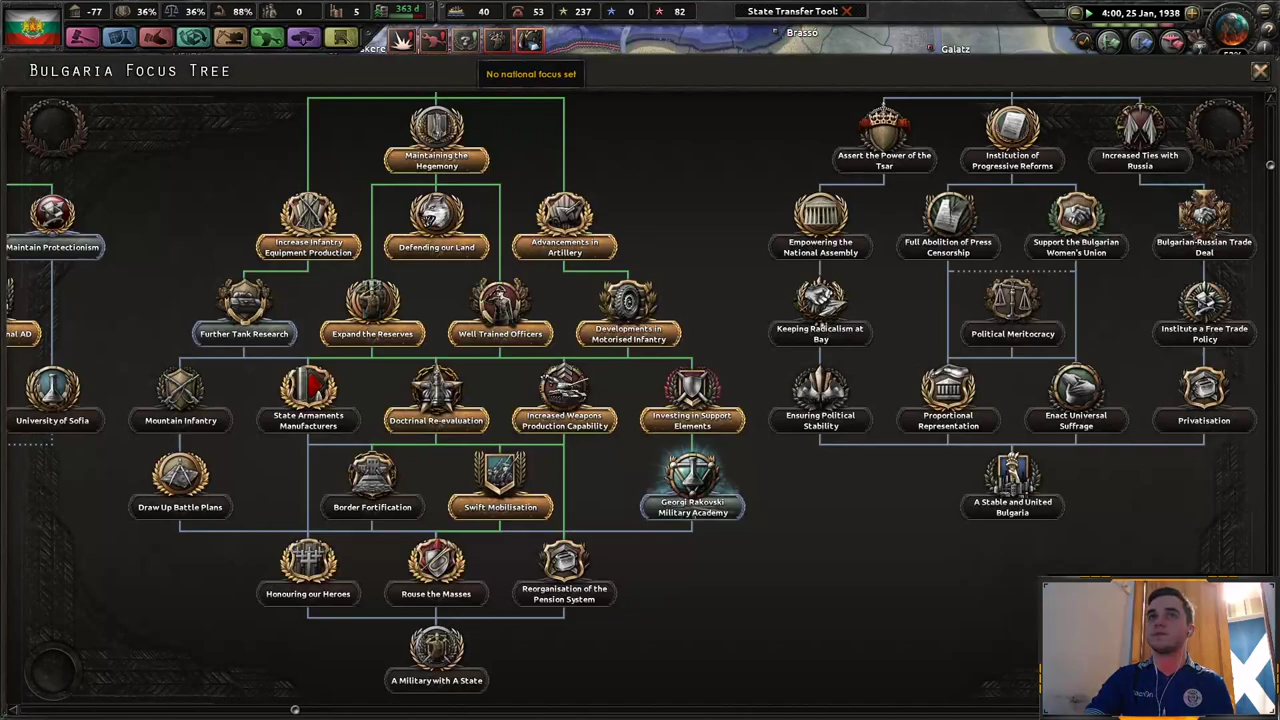 -77 36% 36% 88% 0 5 363 d 40 53 237 0 82 State Transfer Tool: 4:00, 25 Jan, 1938
Brasso
Galatz
BULGARIA FOCUS TREE
No national focus set
Maintaining the
Hegemony
Assert the Power of the
Tsar
Institution of
Progressive Reforms
Increased Ties with
Russia
Maintain Protectionism
Increase Infantry
Equipment Production
Defending our Land
Advancements in
Artillery
Empowering the
National Assembly
Full Abolition of Press
Censorship
Support the Bulgarian
Women's Union
Bulgarian-Russian Trade
Deal
nal AD
Further Tank Research
Expand the Reserves
Well Trained Officers
Developments in
Motorised Infantry
Keeping Radicalism at
Bay
Political Meritocracy
Institute a Free Trade
Policy
University of Sofia
Mountain Infantry
State Armaments
Manufacturers
Doctrinal Re-evaluation
Increased Weapons
Production Capability
Investing in Support
Elements
Ensuring Political
Stability
Proportional
Representation
Enact Universal
Suffrage
Privatisation
Draw Up Battle Plans
Border Fortification
Swift Mobilisation
Georgi Rakovski
Military Academy
A Stable and United
Bulgaria
Honouring our Heroes
Rouse the Masses
Reorganisation of the
Pension System
A Military with A State